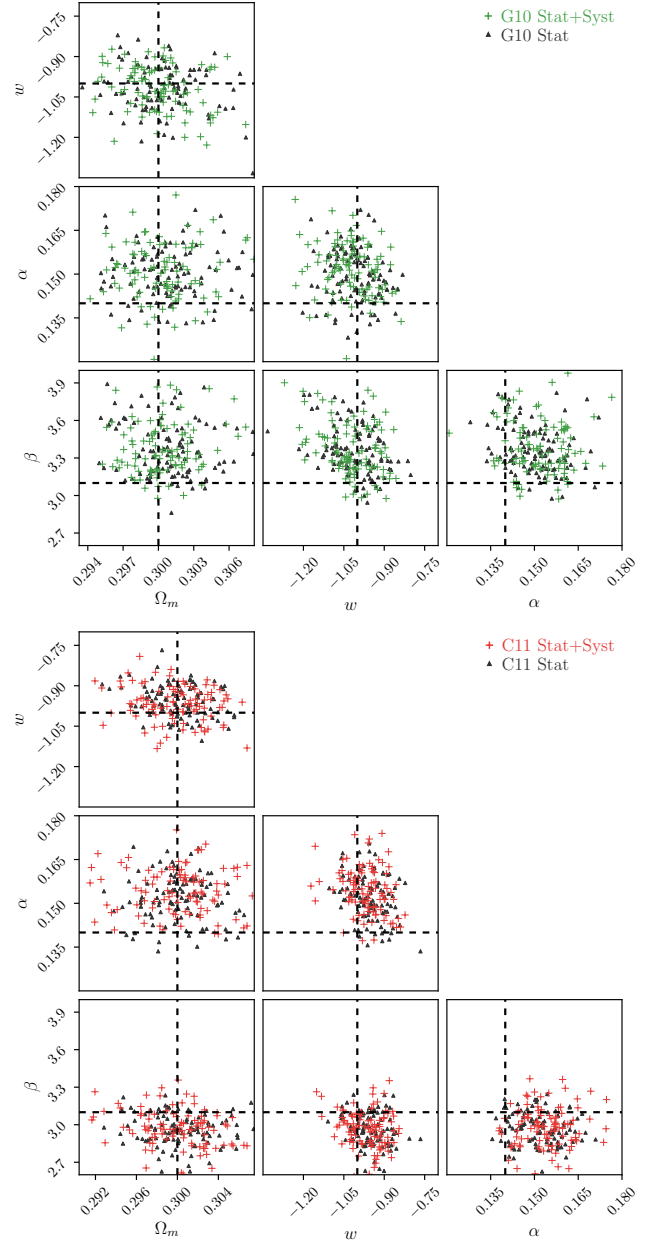 G10 Stat+Syst
G10 Stat
w
−0.75
−0.90
−1.05
−1.20
α
0.180
0.165
0.150
0.135
β
3.9
3.6
3.3
3.0
2.7
0.294 0.297 0.300 0.303 0.306
−1.20 −1.05 −0.90 −0.75
0.135 0.150 0.165 0.180
Ωm w α
C11 Stat+Syst
C11 Stat
w
−0.75
−0.90
−1.05
−1.20
α
0.180
0.165
0.150
0.135
β
3.9
3.6
3.3
3.0
2.7
0.292 0.296 0.300 0.304
−1.20 −1.05 −0.90 −0.75
0.135 0.150 0.165 0.180
Ωm w α